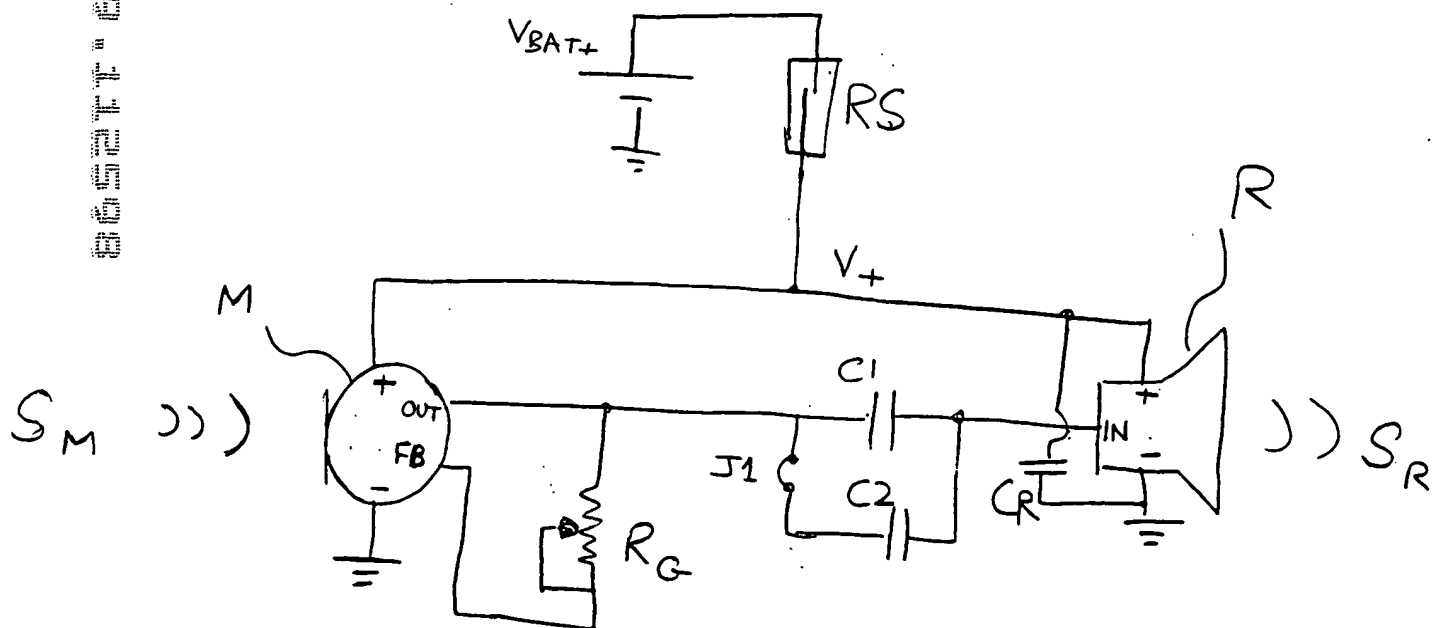 VBAT+
RS
R
V+
M
C1
+
+
SM )))
OUT
IN
)) SR
FB
J1
-
-
C2
CR
RG